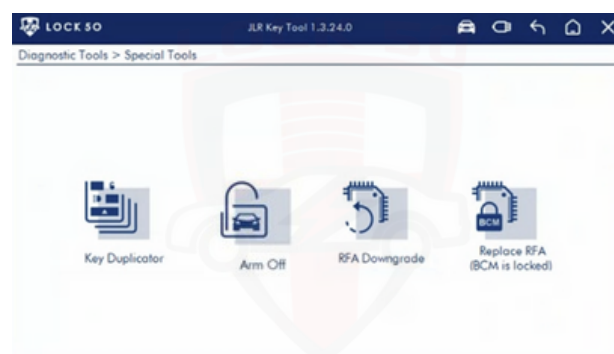 LOCK 50 JLR Key Tool 1.3.24.0
Diagnostic Tools > Special Tools
BCM
Key Duplicator Arm Off RFA Downgrade Replace RFA
(BCM is locked)